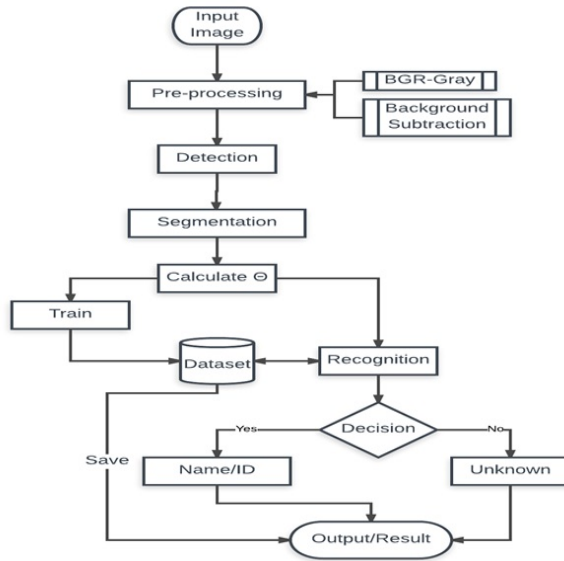 Input
Image
Pre-processing
BGR-Gray
Background
Subtraction
Detection
Segmentation
Calculate Θ
Train
Dataset
Recognition
Decision
Yes
No
Save
Name/ID
Unknown
Output/Result